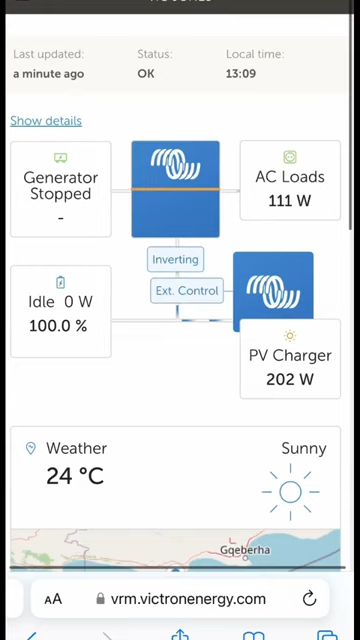 Last updated:
a minute ago
Status:
OK
Local time:
13:09
Show details
Generator
Stopped
-
AC Loads
111 W
Inverting
Ext. Control
Idle 0 W
100.0 %
PV Charger
202 W
Weather
24 °C
Sunny
Gqeberha
AA vrm.victronenergy.com